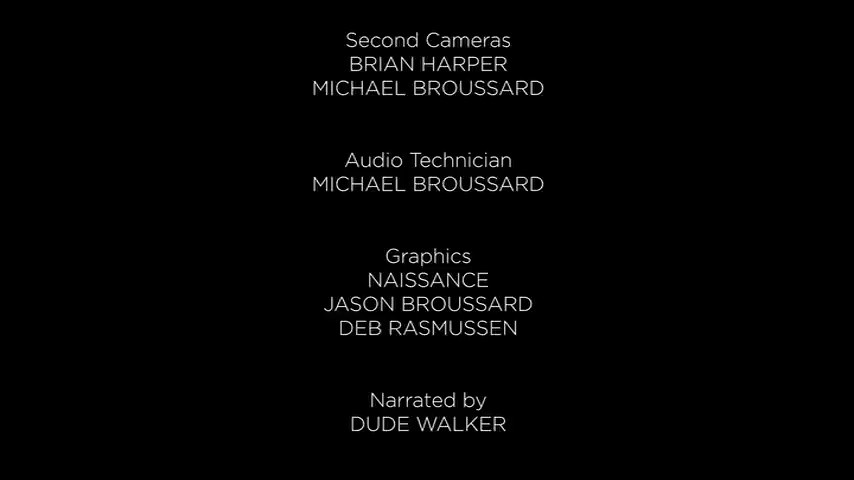 Second Cameras
BRIAN HARPER
MICHAEL BROUSSARD
Audio Technician
MICHAEL BROUSSARD
Graphics
NAISSANCE
JASON BROUSSARD
DEB RASMUSSEN
Narrated by
DUDE WALKER